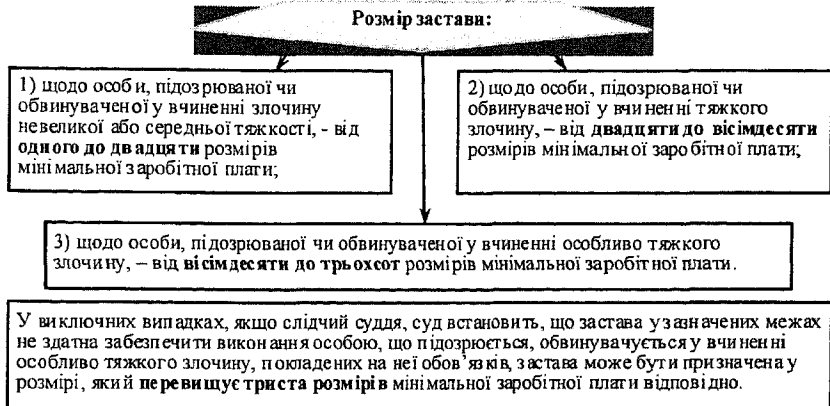 Розмір застави:
1) щодо особи, підозрюваної чи
обвинуваченої у вчиненні злочину
невеликої або середньої тяжкості, - від
одного до двадцяти розмірів
мінімальної заробітної плати;
2) щодо особи, підозрюваної чи
обвинуваченої у вчиненні тяжкого
злочину, – від двадцяти до вісімдесяти
розмірів мінімальної заробітної плати;
3) щодо особи, підозрюваної чи обвинуваченої у вчиненні особливо тяжкого
злочину, – від вісімдесяти до трьохсот розмірів мінімальної заробітної плати.
У виключних випадках, якщо слідчий суддя, суд встановить, що застава у зазначених межах
не здатна забезпечити виконання особою, що підозрюється, обвинувачується у вчиненні
особливо тяжкого злочину, покладених на неї обов’язків, застава може бути призначена у
розмірі, який перевищує триста розмірів мінімальної заробітної плати відповідно.